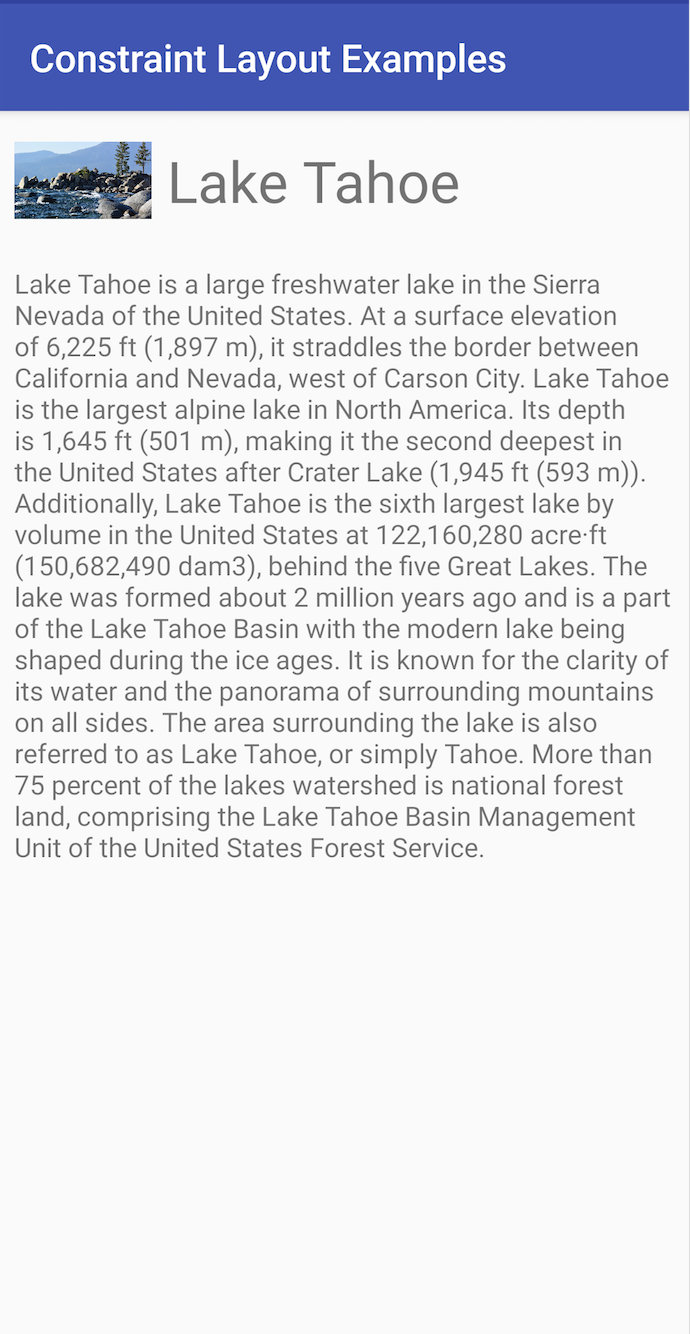 Constraint Layout Examples
Lake Tahoe
Lake Tahoe is a large freshwater lake in the Sierra
Nevada of the United States. At a surface elevation
of 6,225 ft (1,897 m), it straddles the border between
California and Nevada, west of Carson City. Lake Tahoe
is the largest alpine lake in North America. Its depth
is 1,645 ft (501 m), making it the second deepest in
the United States after Crater Lake (1,945 ft (593 m)).
Additionally, Lake Tahoe is the sixth largest lake by
volume in the United States at 122,160,280 acre·ft
(150,682,490 dam3), behind the five Great Lakes. The
lake was formed about 2 million years ago and is a part
of the Lake Tahoe Basin with the modern lake being
shaped during the ice ages. It is known for the clarity of
its water and the panorama of surrounding mountains
on all sides. The area surrounding the lake is also
referred to as Lake Tahoe, or simply Tahoe. More than
75 percent of the lakes watershed is national forest
land, comprising the Lake Tahoe Basin Management
Unit of the United States Forest Service.